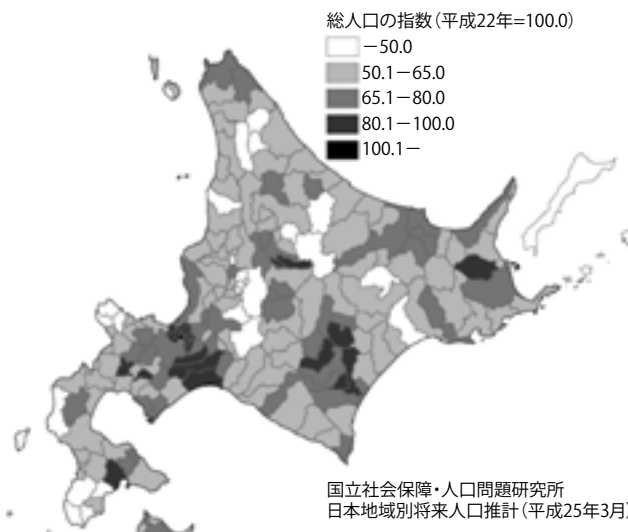 総人口の指数(平成22年=100.0)
－50.0
50.1－65.0
65.1－80.0
80.1－100.0
100.1－
国立社会保障・人口問題研究所
日本地域別将来人口推計(平成25年3月)